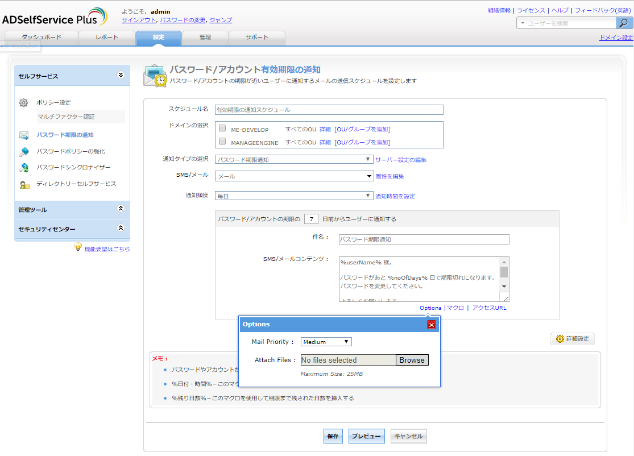 ADSelfService Plus
ようこそ、admin
サインアウト, パスワードの変更, ジャンプ
ライセンス | ヘルプ | フィードバック(英語)
ユーザーを検索
ダッシュボード
レポート
設定
管理
サポート
ドメイン設定
セルフサービス
ポリシー設定
マルチファクター認証
パスワード期限の通知
パスワードポリシーの強化
パスワードシンクロナイザー
ディレクトリーセルフサービス
管理ツール
セキュリティセンター
機能要望はこちら
パスワード/アカウント有効期限の通知
パスワード/アカウントの期限が近いユーザーに通知するメールの送信スケジュールを設定します
スケジュール名
有効期限の通知スケジュール
ドメインの選択
ME-DEVELOP すべてのOU 詳細 [OU/グループを追加]
MANAGEENGINE すべてのOU 詳細 [OU/グループを追加]
通知タイプの選択
パスワード期限通知
サーバー設定の編集
SMS/メール
メール
通知頻度
毎日
通知時間を設定
パスワード/アカウントの期限の 7 日前からユーザーに通知する
件名：
パスワード期限通知
SMS/メールコンテンツ：
%userName% 様,
パスワードがあと %noOfDays% 日で期限切れになります。
パスワードを変更してください。
Options | マクロ | アクセスURL
Options
Mail Priority :
Medium
Attach Files :
No files selected
Browse
Maximum Size: 25MB
詳細設定
メモ：
パスワードやアカウントが
%日付 - 時間% – このマク
%残り日数% – このマクロを使用して期限まで残された日数を挿入する
保存
プレビュー
キャンセル